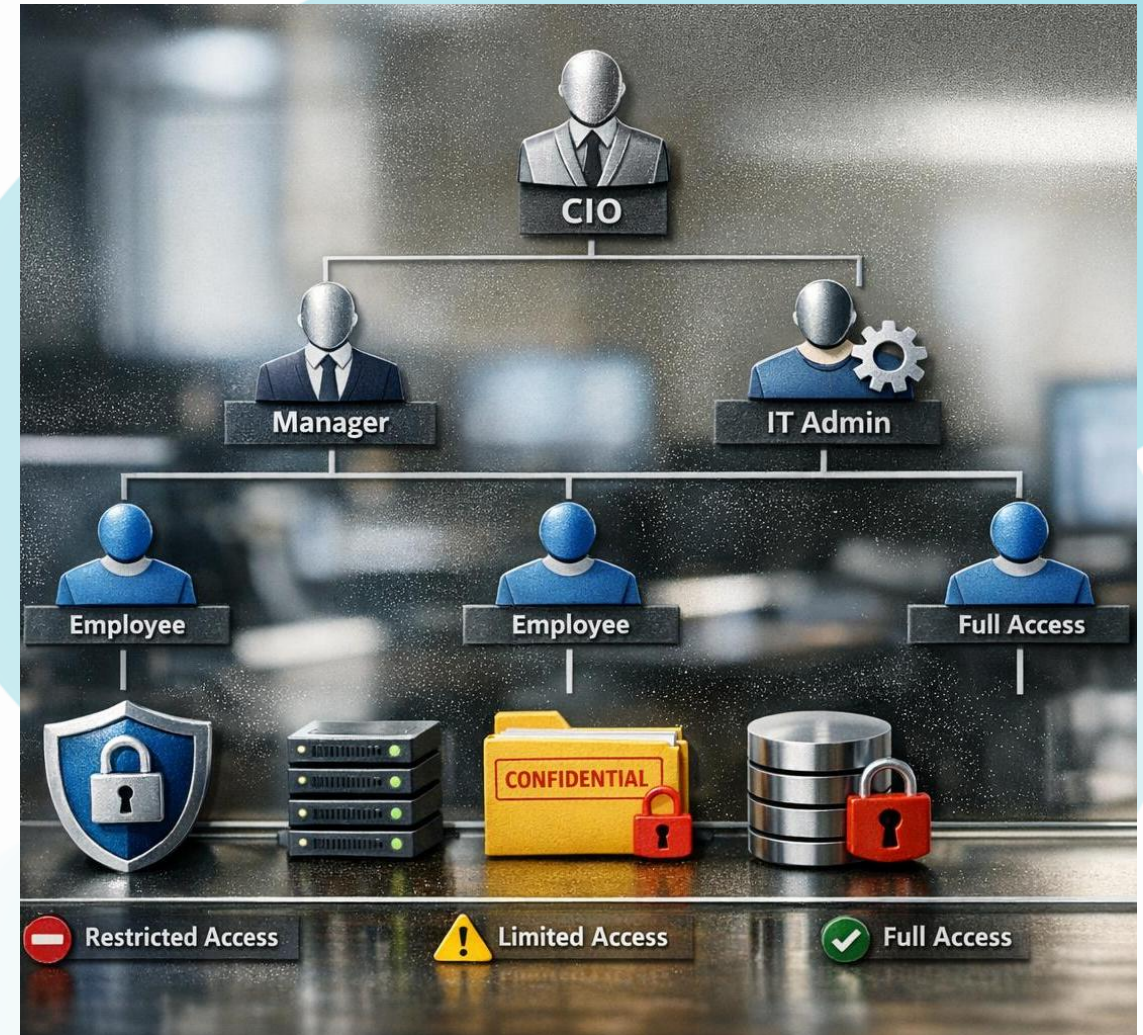 CIO
Manager
IT Admin
Employee
Employee
Full Access
CONFIDENTIAL
Restricted Access
Limited Access
Full Access